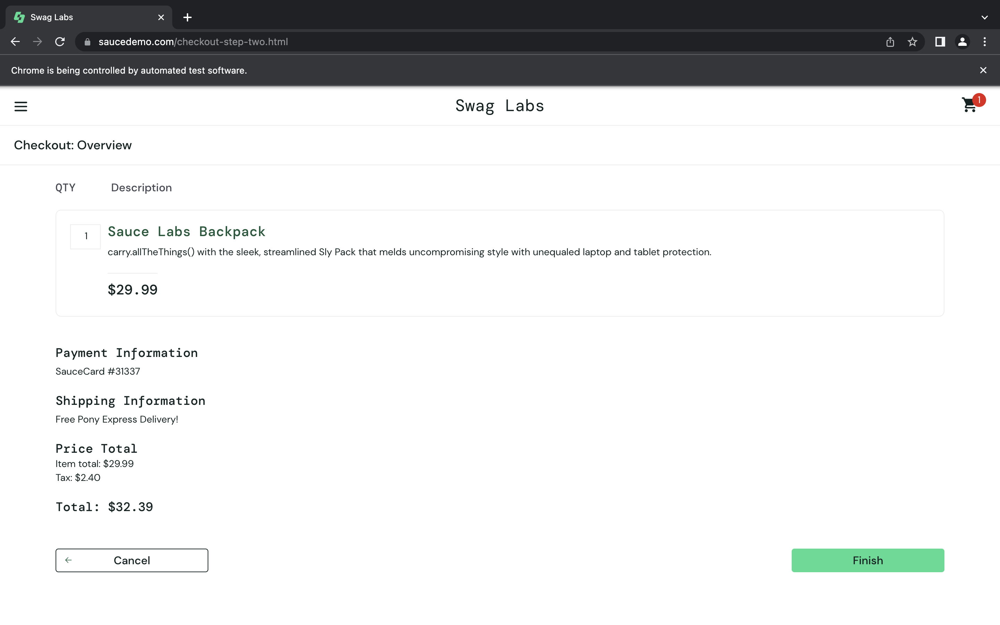 Swag Labs
saucedemo.com/checkout-step-two.html
Chrome is being controlled by automated test software.
Swag Labs
1
Checkout: Overview
QTY Description
1 Sauce Labs Backpack
carry.allTheThings() with the sleek, streamlined Sly Pack that melds uncompromising style with unequaled laptop and tablet protection.
$29.99
Payment Information
SauceCard #31337
Shipping Information
Free Pony Express Delivery!
Price Total
Item total: $29.99
Tax: $2.40
Total: $32.39
Cancel Finish